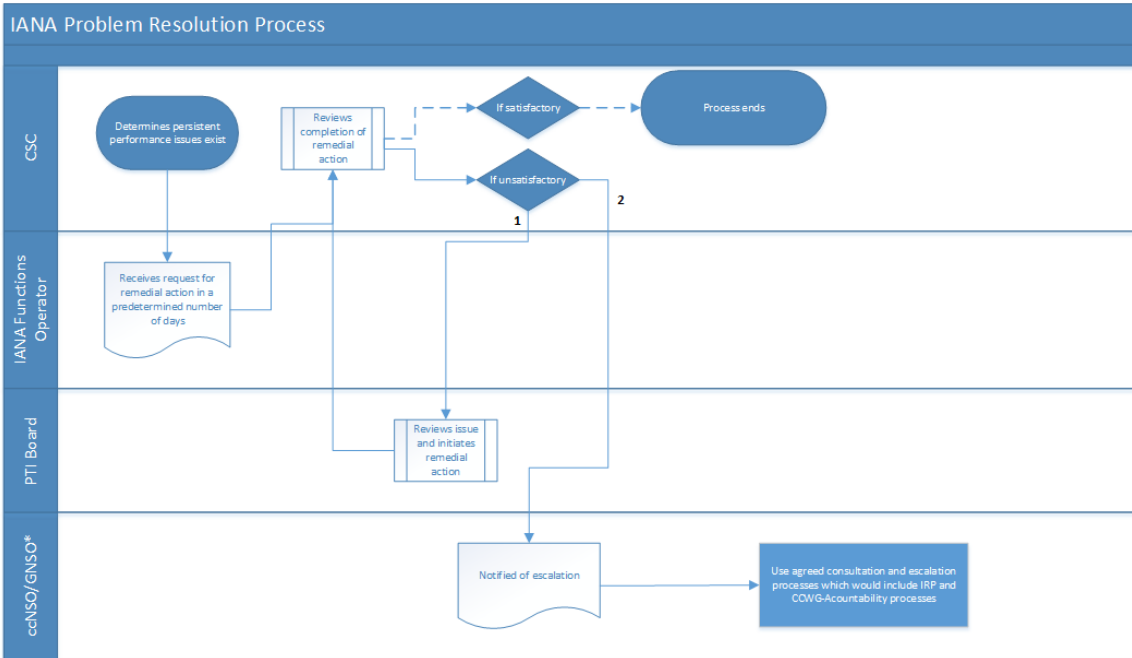 IANA Problem Resolution Process
CSC
Determines persistent
performance issues exist
Reviews
completion of
remedial
action
If satisfactory
Process ends
If unsatisfactory
1
2
IANA Functions
Operator
Receives request for
remedial action in a
predetermined number
of days
PTI Board
Reviews issue
and initiates
remedial
action
ccNSO/GNSO*
Notified of escalation
Use agreed consultation and escalation
processes which would include IRP and
CCWG-Acountability processes